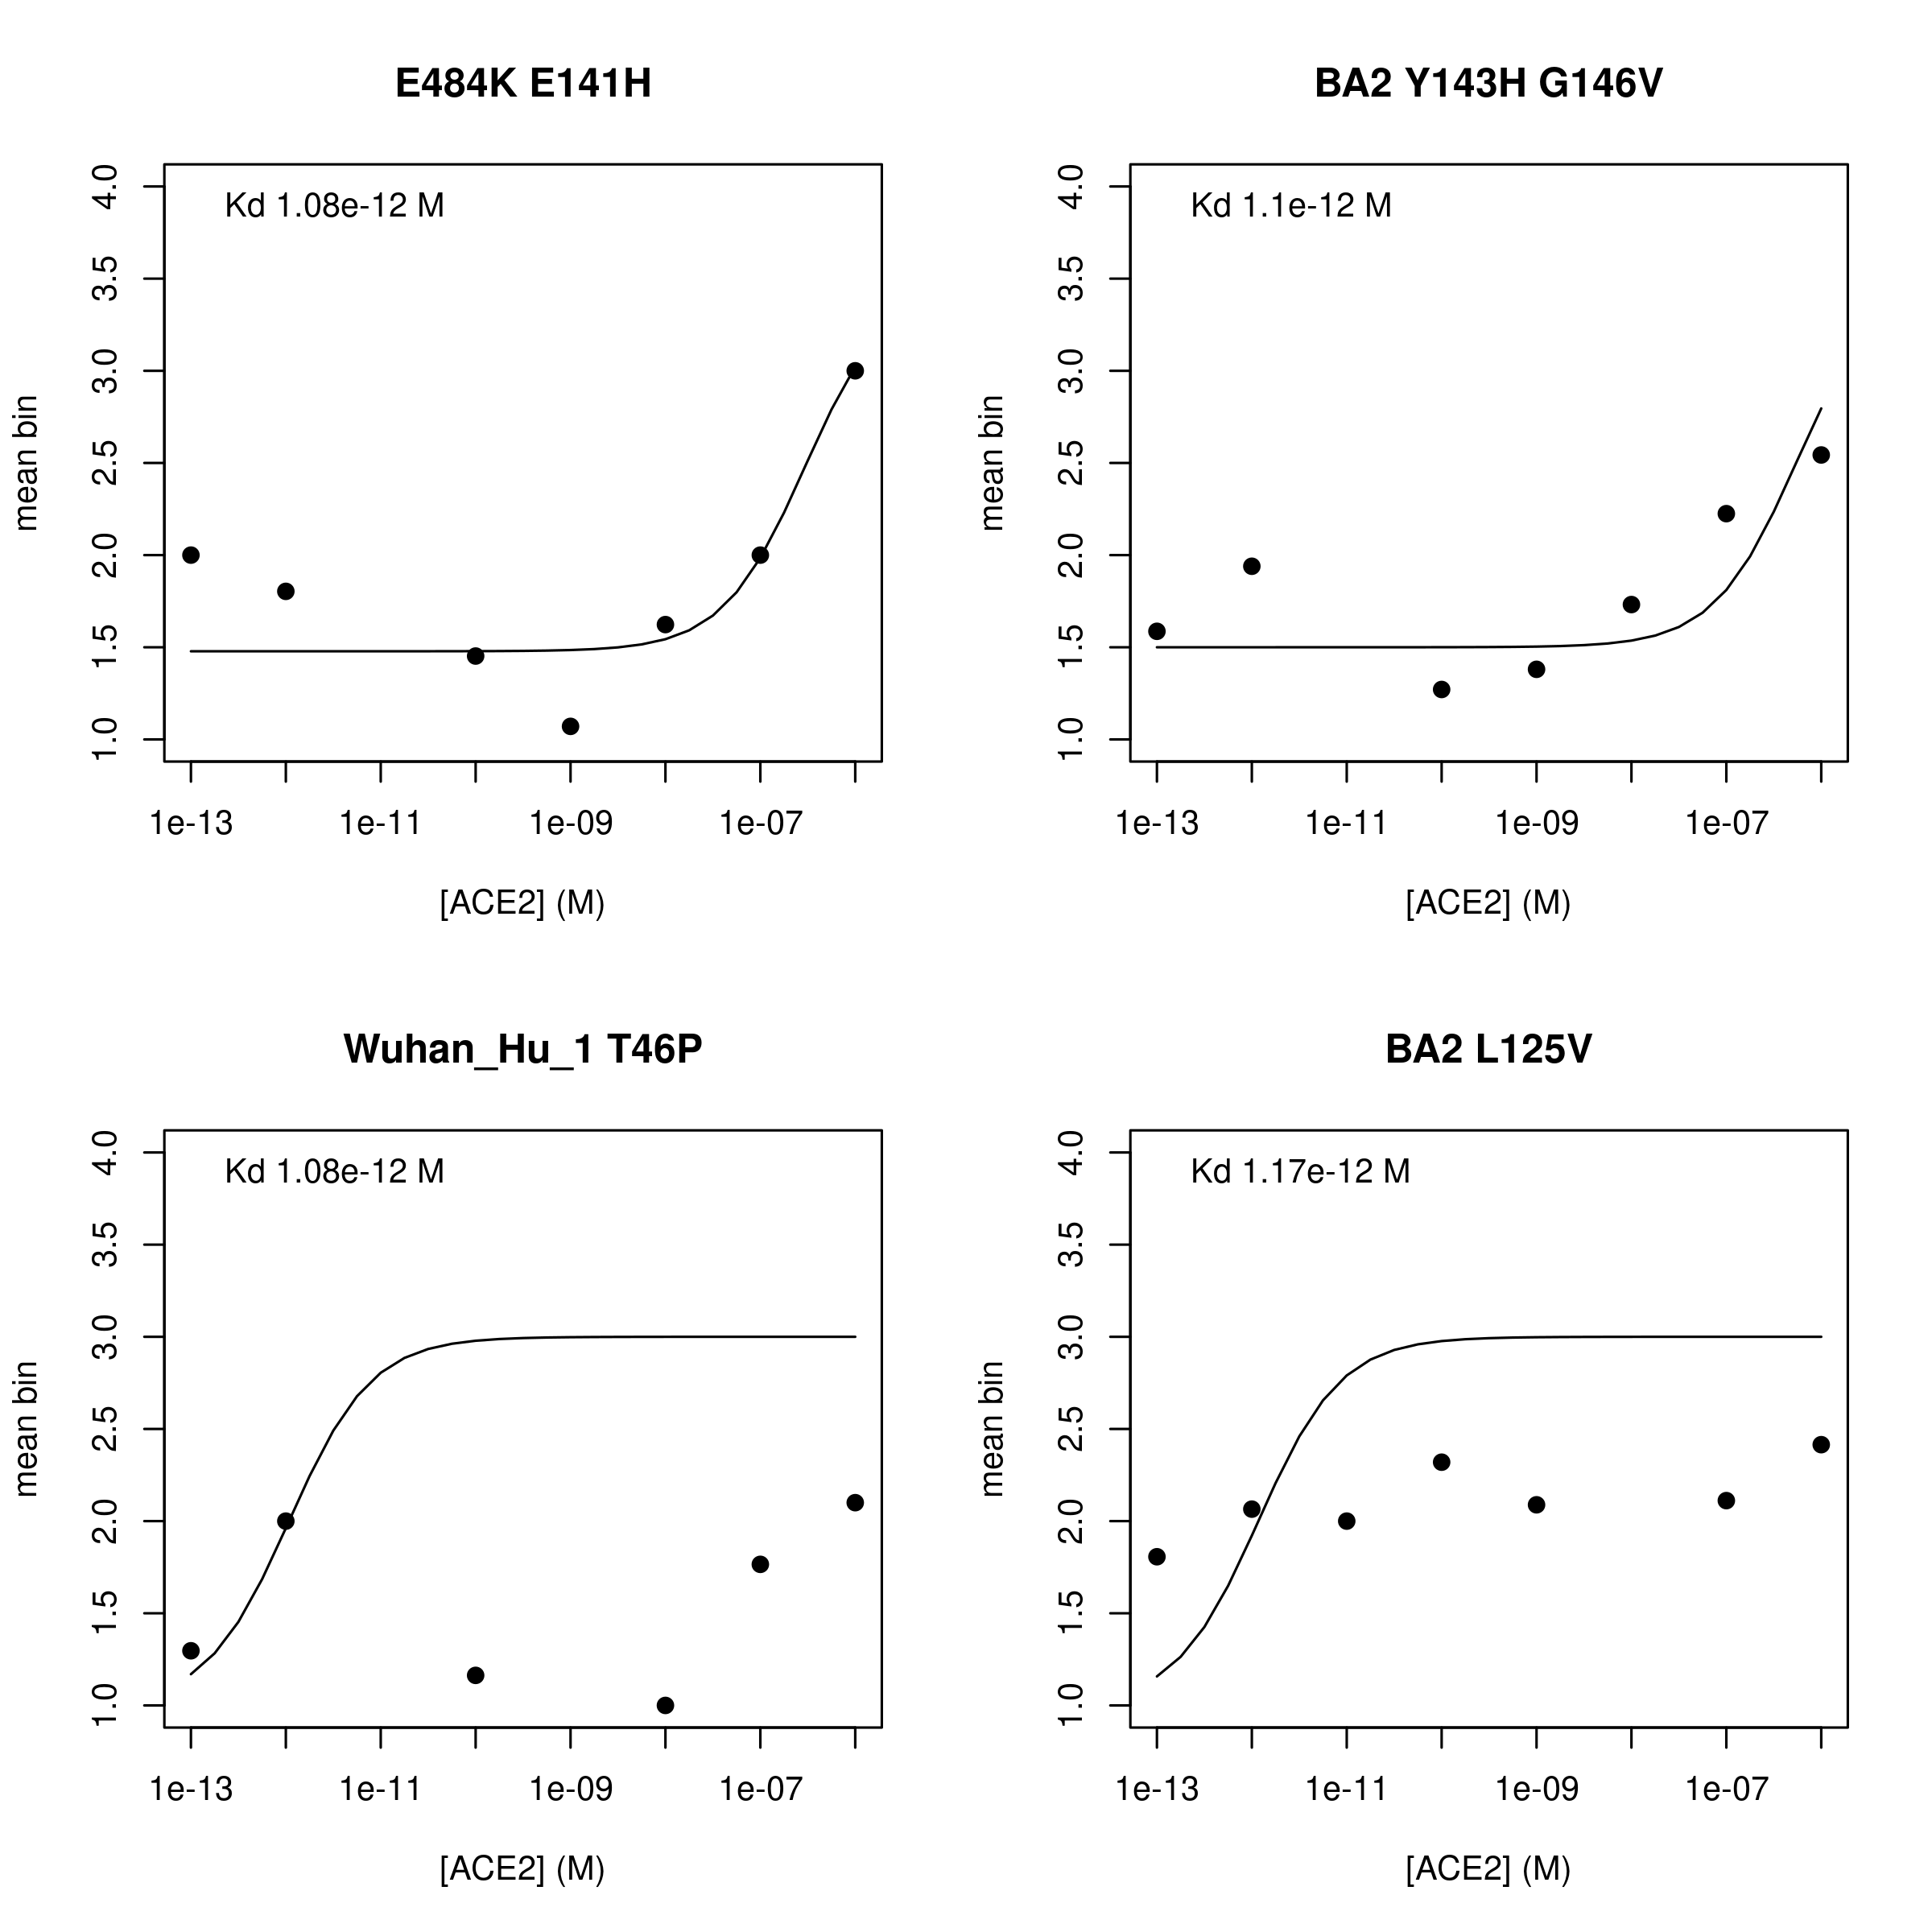 E484K E141H
Kd 1.08e-12 M
mean bin
4.0
3.5
3.0
2.5
2.0
1.5
1.0
1e-13 1e-11 1e-09 1e-07
[ACE2] (M)
BA2 Y143H G146V
Kd 1.1e-12 M
mean bin
4.0
3.5
3.0
2.5
2.0
1.5
1.0
1e-13 1e-11 1e-09 1e-07
[ACE2] (M)
Wuhan_Hu_1 T46P
Kd 1.08e-12 M
mean bin
4.0
3.5
3.0
2.5
2.0
1.5
1.0
1e-13 1e-11 1e-09 1e-07
[ACE2] (M)
BA2 L125V
Kd 1.17e-12 M
mean bin
4.0
3.5
3.0
2.5
2.0
1.5
1.0
1e-13 1e-11 1e-09 1e-07
[ACE2] (M)